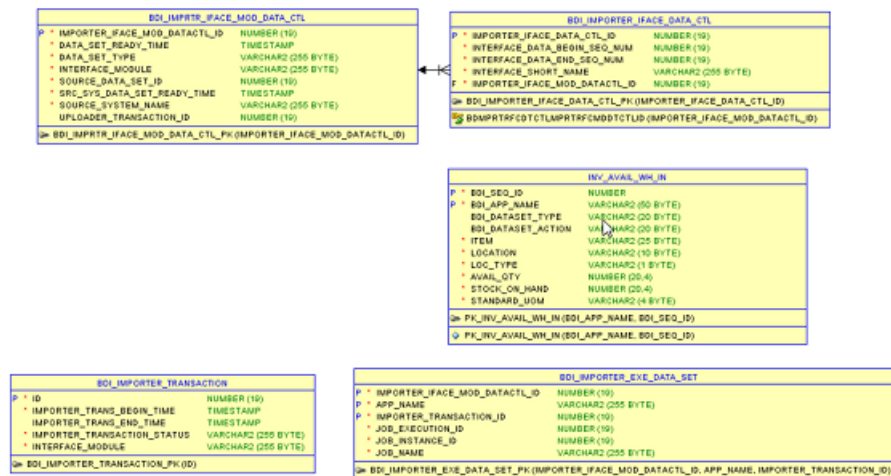 BDI_IMPRTR_IFACE_MOD_DATA_CTL
P * IMPORTER_IFACE_MOD_DATACTL_ID NUMBER (19)
* DATA_SET_READY_TIME TIMESTAMP
* DATA_SET_TYPE VARCHAR2 (255 BYTE)
* INTERFACE_MODULE VARCHAR2 (255 BYTE)
* SOURCE_DATA_SET_ID NUMBER (19)
* SRC_SYS_DATA_SET_READY_TIME TIMESTAMP
* SOURCE_SYSTEM_NAME VARCHAR2 (255 BYTE)
UPLOADER_TRANSACTION_ID NUMBER (19)
BDI_IMPRTR_IFACE_MOD_DATA_CTL_PK (IMPORTER_IFACE_MOD_DATACTL_ID)
BDI_IMPORTER_IFACE_DATA_CTL
P * IMPORTER_IFACE_DATA_CTL_ID NUMBER (19)
* INTERFACE_DATA_BEGIN_SEQ_NUM NUMBER (19)
* INTERFACE_DATA_END_SEQ_NUM NUMBER (19)
* INTERFACE_SHORT_NAME VARCHAR2 (255 BYTE)
F * IMPORTER_IFACE_MOD_DATACTL_ID NUMBER (19)
BDI_IMPORTER_IFACE_DATA_CTL_PK (IMPORTER_IFACE_DATA_CTL_ID)
BDMPRTRFCDTCTLMPRTRFCMDDTCTLID (IMPORTER_IFACE_MOD_DATACTL_ID)
INV_AVAIL_WH_IN
P * BDI_SEQ_ID NUMBER
P * BDI_APP_NAME VARCHAR2 (50 BYTE)
BDI_DATASET_TYPE VARCHAR2 (20 BYTE)
BDI_DATASET_ACTION VARCHAR2 (20 BYTE)
* ITEM VARCHAR2 (25 BYTE)
* LOCATION VARCHAR2 (10 BYTE)
* LOC_TYPE VARCHAR2 (1 BYTE)
* AVAIL_QTY NUMBER (20,4)
* STOCK_ON_HAND NUMBER (20,4)
* STANDARD_UOM VARCHAR2 (4 BYTE)
PK_INV_AVAIL_WH_IN (BDI_APP_NAME, BDI_SEQ_ID)
PK_INV_AVAIL_WH_IN (BDI_APP_NAME, BDI_SEQ_ID)
BDI_IMPORTER_TRANSACTION
P * ID NUMBER (19)
* IMPORTER_TRANS_BEGIN_TIME TIMESTAMP
IMPORTER_TRANS_END_TIME TIMESTAMP
* IMPORTER_TRANSACTION_STATUS VARCHAR2 (255 BYTE)
* INTERFACE_MODULE VARCHAR2 (255 BYTE)
BDI_IMPORTER_TRANSACTION_PK (ID)
BDI_IMPORTER_EXE_DATA_SET
P * IMPORTER_IFACE_MOD_DATACTL_ID NUMBER (19)
P * APP_NAME VARCHAR2 (255 BYTE)
P * IMPORTER_TRANSACTION_ID NUMBER (19)
* JOB_EXECUTION_ID NUMBER (19)
* JOB_INSTANCE_ID NUMBER (19)
* JOB_NAME VARCHAR2 (255 BYTE)
BDI_IMPORTER_EXE_DATA_SET_PK (IMPORTER_IFACE_MOD_DATACTL_ID, APP_NAME, IMPORTER_TRANSACTION_ID)